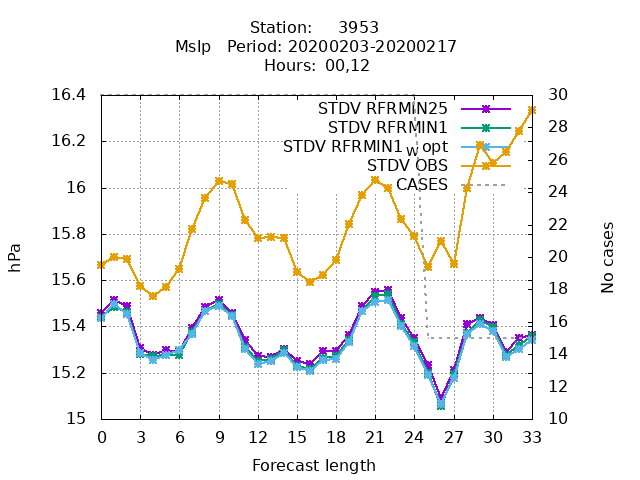 Station: 3953
Mslp Period: 20200203-20200217
Hours: 00,12
STDV RFRMIN25
STDV RFRMIN1
STDV RFRMIN1w opt
STDV OBS
CASES
hPa
16.4
16.2
16
15.8
15.6
15.4
15.2
15
No cases
30
28
26
24
22
20
18
16
14
12
10
0 3 6 9 12 15 18 21 24 27 30 33
Forecast length